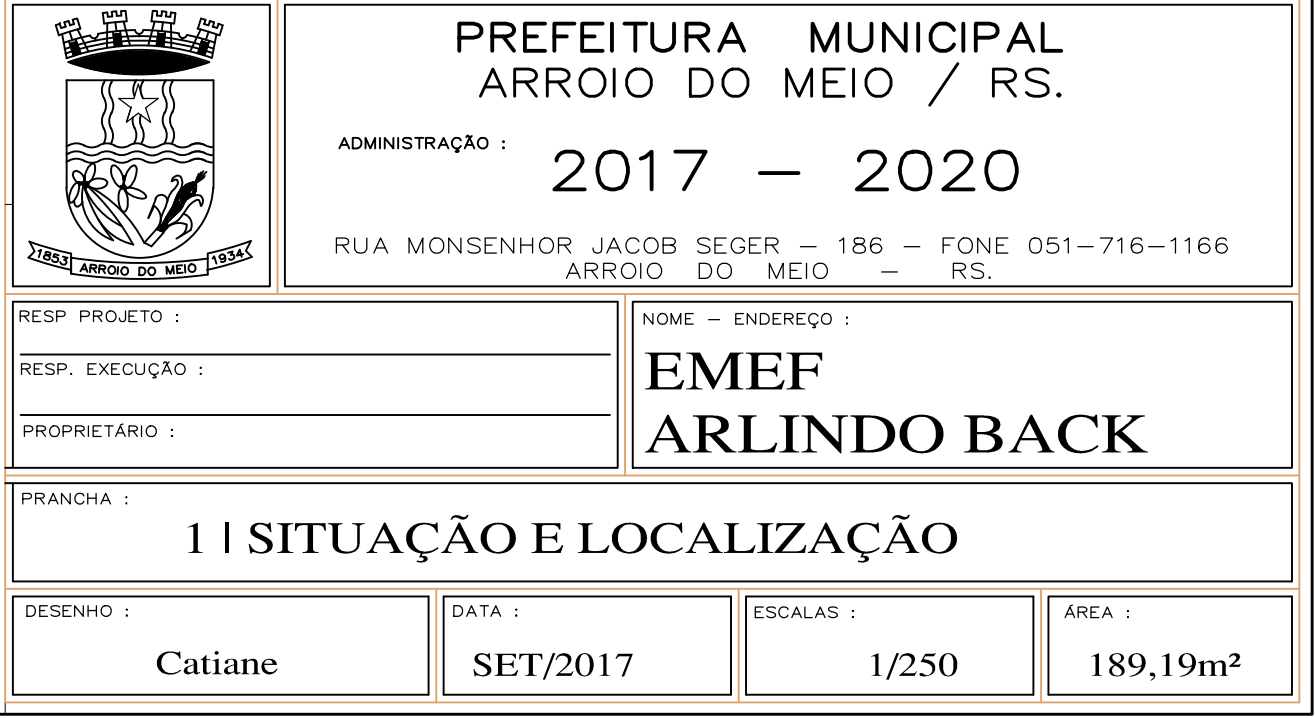 1853 ARROIO DO MEIO 1934
PREFEITURA MUNICIPAL
ARROIO DO MEIO / RS.
ADMINISTRAÇÃO :
2017 – 2020
RUA MONSENHOR JACOB SEGER – 186 – FONE 051–716–1166
ARROIO DO MEIO – RS.
RESP PROJETO :
RESP. EXECUÇÃO :
PROPRIETÁRIO :
NOME – ENDEREÇO :
EMEF
ARLINDO BACK
PRANCHA :
1 | SITUAÇÃO E LOCALIZAÇÃO
DESENHO :
Catiane
DATA :
SET/2017
ESCALAS :
1/250
ÁREA :
189,19m²